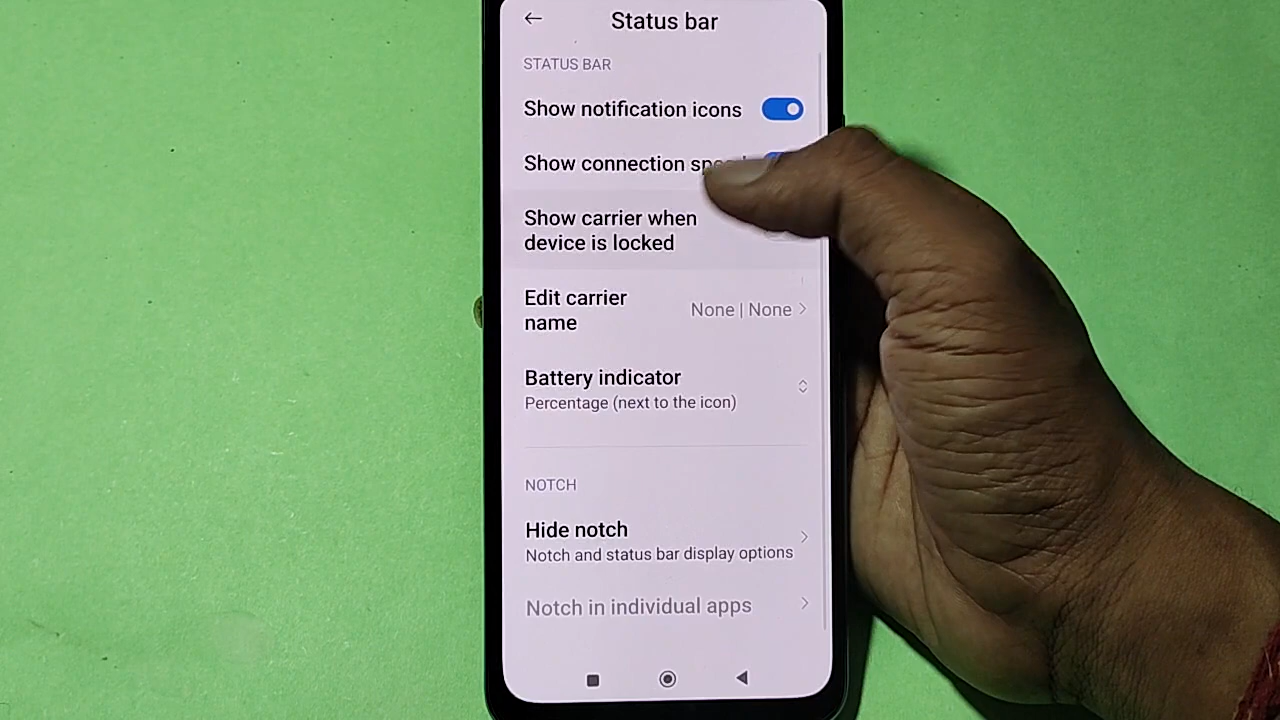 Status bar
STATUS BAR
Show notification icons
Show connection
Show carrier when
device is locked
Edit carrier
name
None | None
Battery indicator
Percentage (next to the icon)
NOTCH
Hide notch
Notch and status bar display options
Notch in individual apps